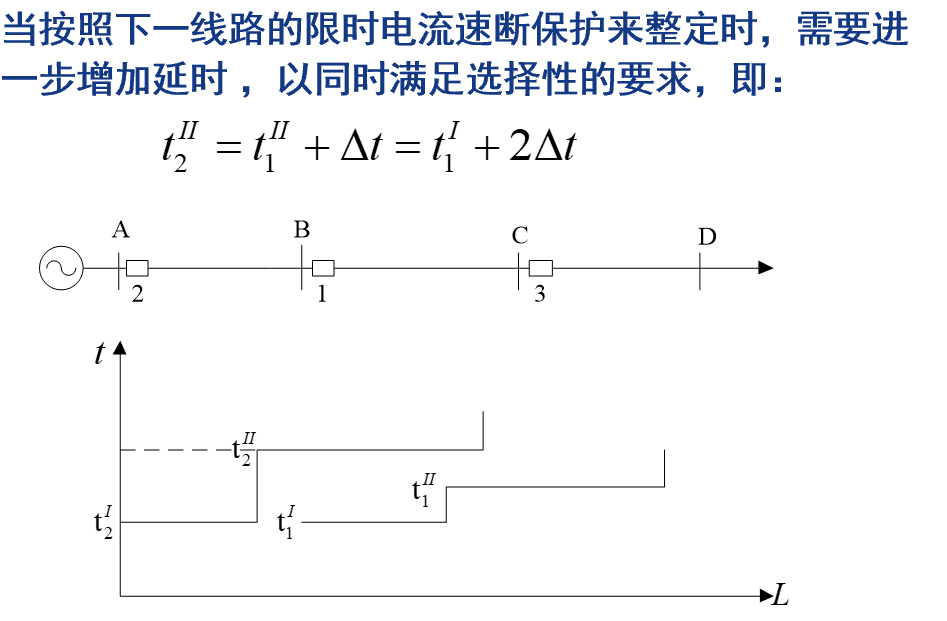 当按照下一线路的限时电流速断保护来整定时，需要进
一步增加延时 ，以同时满足选择性的要求，即：
$t_2^{II} = t_1^{II} + \Delta t = t_1^{I} + 2\Delta t$
A B C D
2 1 3
t
$t_2^{II}$
$t_1^{II}$
$t_2^{I}$ $t_1^{I}$
L